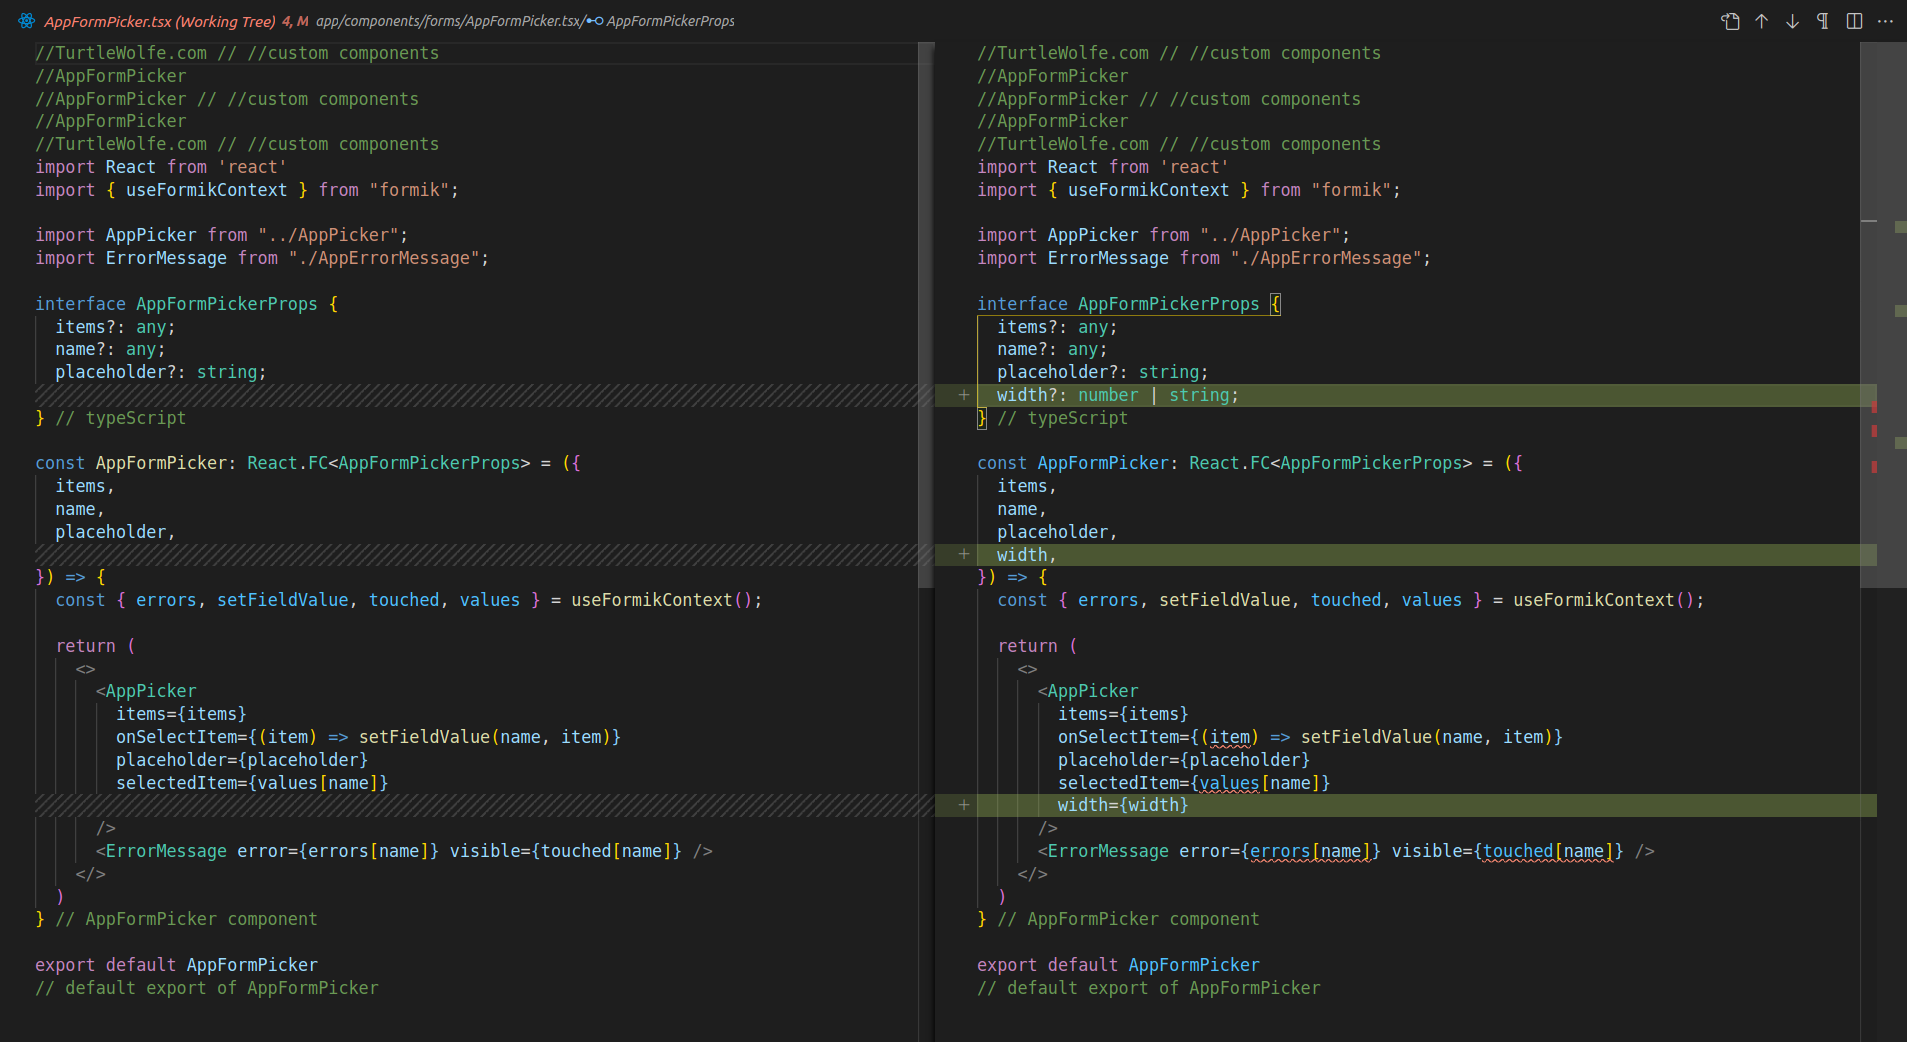 AppFormPicker.tsx (Working Tree) 4, M app/components/forms/AppFormPicker.tsx/ AppFormPickerProps
//TurtleWolfe.com // //custom components
//AppFormPicker
//AppFormPicker // //custom components
//AppFormPicker
//TurtleWolfe.com // //custom components
import React from 'react'
import { useFormikContext } from "formik";
import AppPicker from "../AppPicker";
import ErrorMessage from "./AppErrorMessage";
interface AppFormPickerProps {
items?: any;
name?: any;
placeholder?: string;
} // typeScript
const AppFormPicker: React.FC<AppFormPickerProps> = ({
items,
name,
placeholder,
}) => {
const { errors, setFieldValue, touched, values } = useFormikContext();
return (
<>
<AppPicker
items={items}
onSelectItem={(item) => setFieldValue(name, item)}
placeholder={placeholder}
selectedItem={values[name]}
/>
<ErrorMessage error={errors[name]} visible={touched[name]} />
</>
)
} // AppFormPicker component
export default AppFormPicker
// default export of AppFormPicker
//TurtleWolfe.com // //custom components
//AppFormPicker
//AppFormPicker // //custom components
//AppFormPicker
//TurtleWolfe.com // //custom components
import React from 'react'
import { useFormikContext } from "formik";
import AppPicker from "../AppPicker";
import ErrorMessage from "./AppErrorMessage";
interface AppFormPickerProps {
items?: any;
name?: any;
placeholder?: string;
+ width?: number | string;
} // typeScript
const AppFormPicker: React.FC<AppFormPickerProps> = ({
items,
name,
placeholder,
+ width,
}) => {
const { errors, setFieldValue, touched, values } = useFormikContext();
return (
<>
<AppPicker
items={items}
onSelectItem={(item) => setFieldValue(name, item)}
placeholder={placeholder}
selectedItem={values[name]}
+ width={width}
/>
<ErrorMessage error={errors[name]} visible={touched[name]} />
</>
)
} // AppFormPicker component
export default AppFormPicker
// default export of AppFormPicker